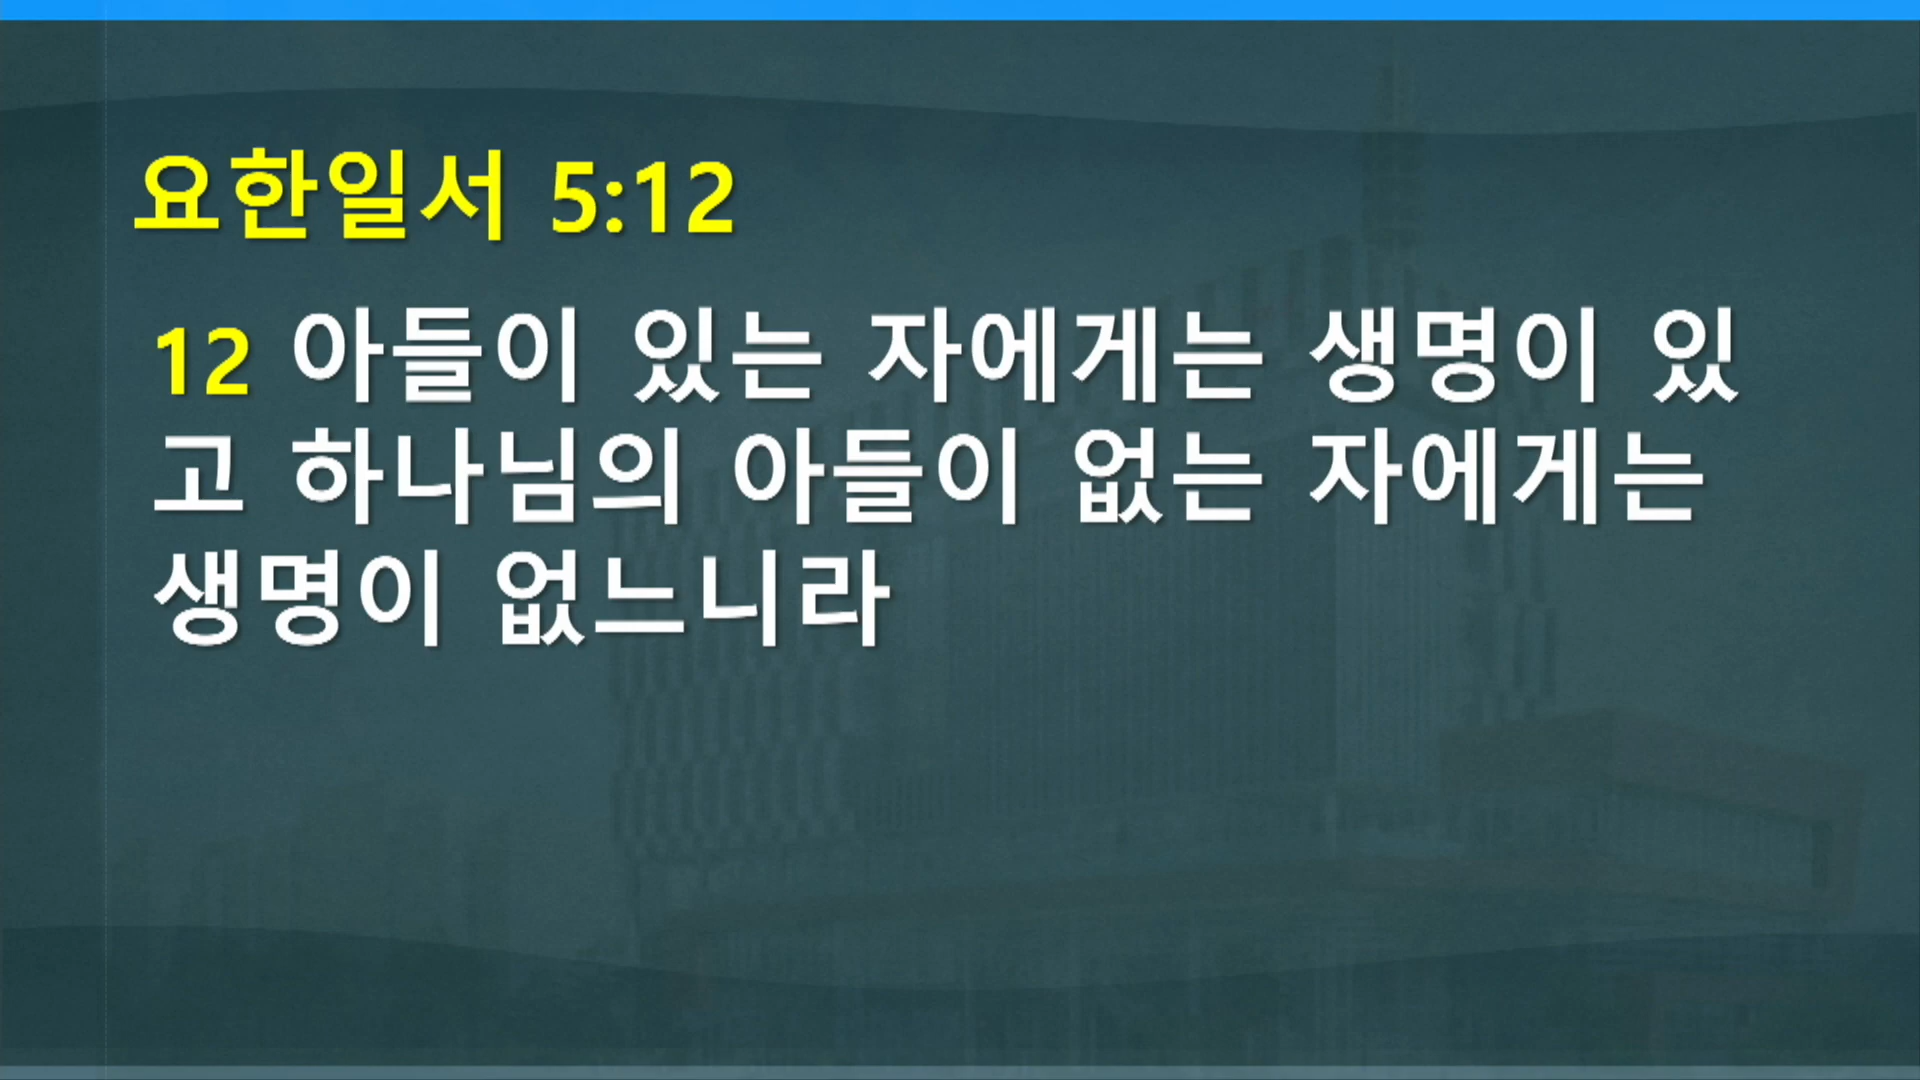 요한일서 5:12
12 아들이 있는 자에게는 생명이 있
고 하나님의 아들이 없는 자에게는
생명이 없느니라